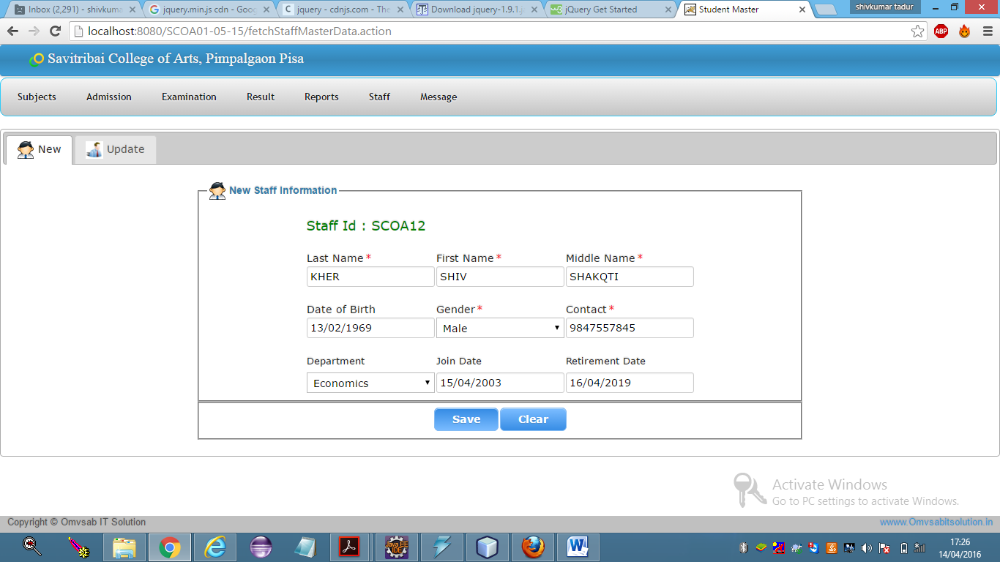 Inbox (2,291) - shivkuma jquery.min.js cdn - Goo jquery - cdnjs.com - The Download jquery-1.9.1.j jQuery Get Started Student Master shivkumar tadur
localhost:8080/SCOA01-05-15/fetchStaffMasterData.action ABP
Savitribai College of Arts, Pimpalgaon Pisa
Subjects Admission Examination Result Reports Staff Message
New Update
New Staff Information
Staff Id : SCOA12
Last Name * First Name * Middle Name *
KHER SHIV SHAKQTI
Date of Birth Gender * Contact *
13/02/1969 Male 9847557845
Department Join Date Retirement Date
Economics 15/04/2003 16/04/2019
Save Clear
Activate Windows
Go to PC settings to activate Windows.
Copyright © Omvsab IT Solution wwww.Omvsabitsolution.in
Java EE
IDE
17:26
14/04/2016